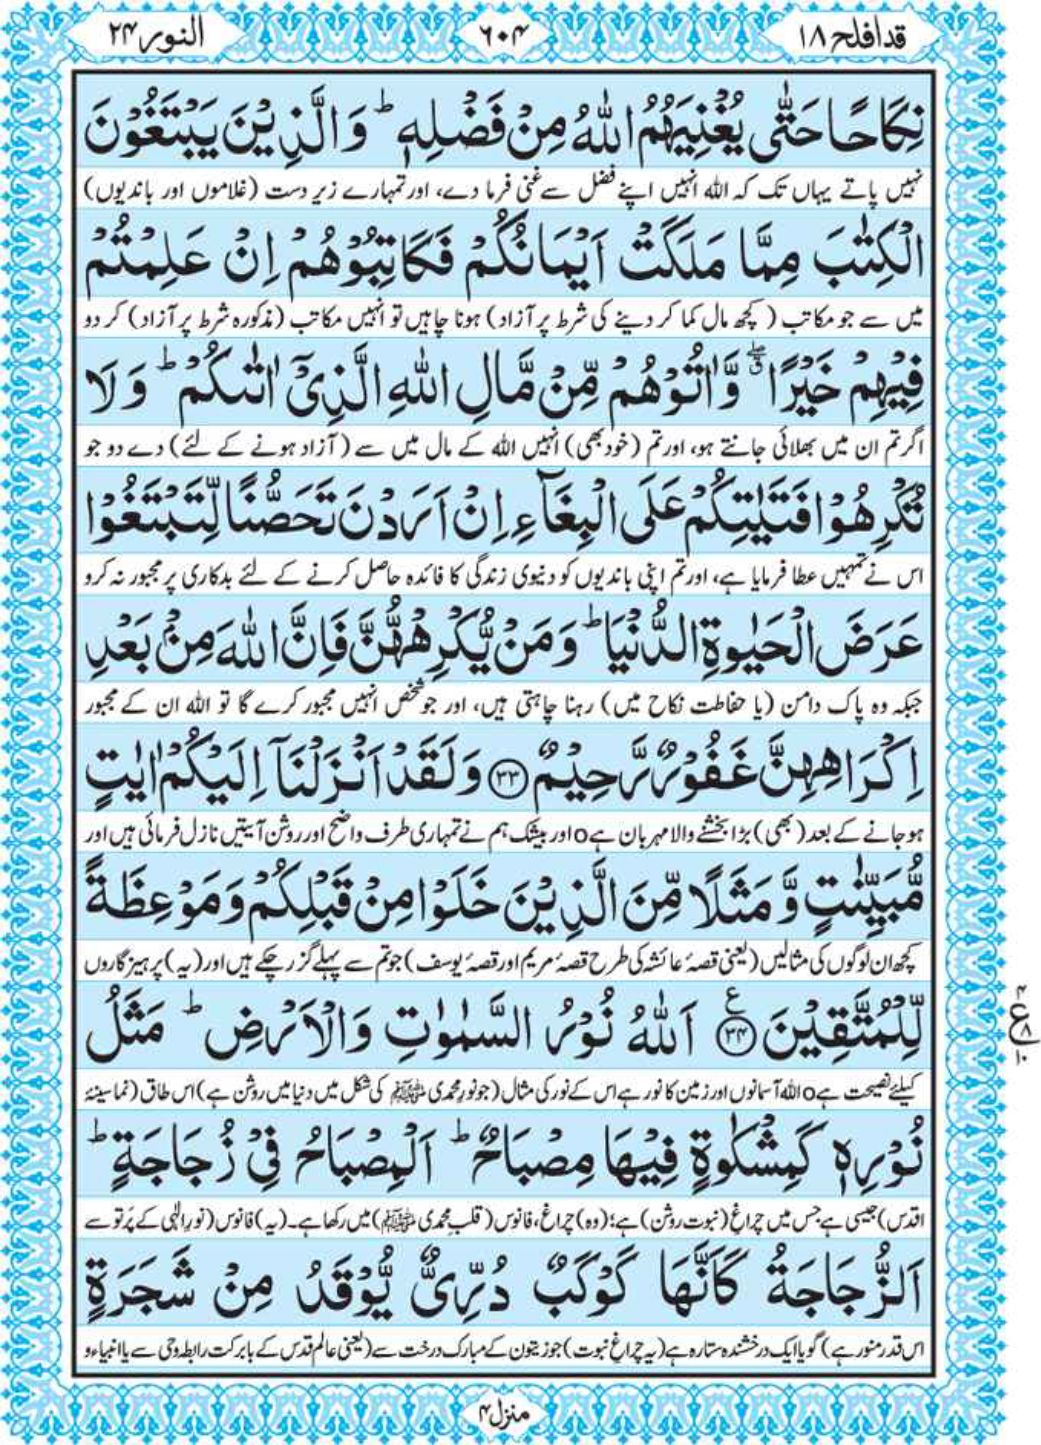 قدافلح ۱۸
۶۰۴
النور ۲۴
نِكَاحًا حَتّٰى يُغْنِيَهُمُ اللّٰهُ مِنْ فَضْلِهٖ ؕ وَالَّذِيْنَ يَبْتَغُوْنَ
نہیں پاتے یہاں تک کہ اللہ انہیں اپنے فضل سے غنی فرما دے، اور تمہارے زیر دست (غلاموں اور باندیوں)
الْكِتٰبَ مِمَّا مَلَكَتْ اَيْمَانُكُمْ فَكَاتِبُوْهُمْ اِنْ عَلِمْتُمْ
میں سے جو مکاتب ( کچھ مال کما کر دینے کی شرط پر آزاد) ہونا چاہیں تو انہیں مکاتب (مذکورہ شرط پر آزاد) کر دو
فِيْهِمْ خَيْرًا ۖۗ وَّاٰتُوْهُمْ مِّنْ مَّالِ اللّٰهِ الَّذِيْۤ اٰتٰىكُمْ ؕ وَلَا
اگر تم ان میں بھلائی جانتے ہو، اور تم (خود بھی) انہیں اللہ کے مال میں سے (آزاد ہونے کے لئے) دے دو جو
تُكْرِهُوْا فَتَيٰتِكُمْ عَلَى الْبِغَآءِ اِنْ اَرَدْنَ تَحَصُّنًا لِّتَبْتَغُوْا
اس نے تمہیں عطا فرمایا ہے، اور تم اپنی باندیوں کو دنیوی زندگی کا فائدہ حاصل کرنے کے لئے بدکاری پر مجبور نہ کرو
عَرَضَ الْحَيٰوةِ الدُّنْيَا ؕ وَمَنْ يُّكْرِهْهُّنَّ فَاِنَّ اللّٰهَ مِنْۢ بَعْدِ
جبکہ وہ پاک دامن (یا حفاظت نکاح میں) رہنا چاہتی ہیں، اور جو شخص انہیں مجبور کرے گا تو اللہ ان کے مجبور
اِكْرَاهِهِنَّ غَفُوْرٌ رَّحِيْمٌ ۝۳۳ وَلَقَدْ اَنْزَلْنَاۤ اِلَيْكُمْ اٰيٰتٍ
ہو جانے کے بعد (بھی) بڑا بخشنے والا مہربان ہے o اور بیشک ہم نے تمہاری طرف واضح اور روشن آیتیں نازل فرمائی ہیں اور
مُّبَيِّنٰتٍ وَّ مَثَلًا مِّنَ الَّذِيْنَ خَلَوْا مِنْ قَبْلِكُمْ وَمَوْعِظَةً
کچھ ان لوگوں کی مثالیں (یعنی قصۂ عائشہ کی طرح قصۂ مریم اور قصۂ یوسف) جو تم سے پہلے گزر چکے ہیں اور (یہ) پرہیزگاروں
لِّلْمُتَّقِيْنَ ۝۳۴ ع اَللّٰهُ نُوْرُ السَّمٰوٰتِ وَالْاَرْضِ ؕ مَثَلُ
کیلئے نصیحت ہے o اللہ آسمانوں اور زمین کا نور ہے اس کے نور کی مثال (جو نورِ محمدی ﷺ کی شکل میں دنیا میں روشن ہے) اس طاق (نما سینۂ
نُوْرِهٖ كَمِشْكٰوةٍ فِيْهَا مِصْبَاحٌ ؕ اَلْمِصْبَاحُ فِيْ زُجَاجَةٍ ؕ
اقدس) جیسی ہے جس میں چراغ (نبوت روشن) ہے؛ (وہ) چراغ، فانوس (قلبِ محمدی ﷺ) میں رکھا ہے۔ (یہ) فانوس (نورِ الٰہی کے پَرتو سے
اَلزُّجَاجَةُ كَاَنَّهَا كَوْكَبٌ دُرِّيٌّ يُّوْقَدُ مِنْ شَجَرَةٍ
اس قدر منور ہے) گویا ایک درخشندہ ستارہ ہے (یہ چراغِ نبوت) جو زیتون کے مبارک درخت سے (یعنی عالم قدس کے بابرکت رابطہ وحی سے یا انبیاء و
۴
ع ۸
۱۰
منزل۴